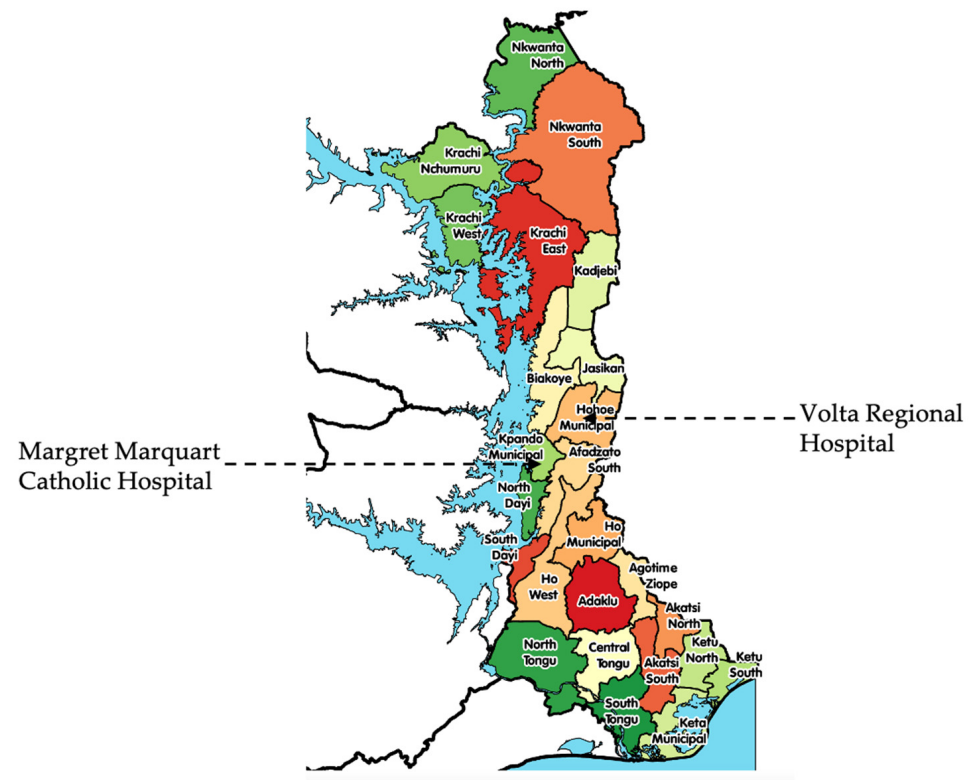 Nkwanta
North
Nkwanta
South
Krachi
Nchumuru
Krachi
West
Krachi
East
Kadjebi
Jasikan
Biakoye
Hohoe
Municipal
Volta Regional
Hospital
Kpando
Municipal
Afadzato
South
Margret Marquart
Catholic Hospital
North
Dayi
South
Dayi
Ho
Municipal
Agotime
Ziope
Ho
West
Adaklu
Akatsi
North
Ketu
North
Ketu
South
North
Tongu
Central
Tongu
Akatsi
South
South
Tongu
Keta
Municipal